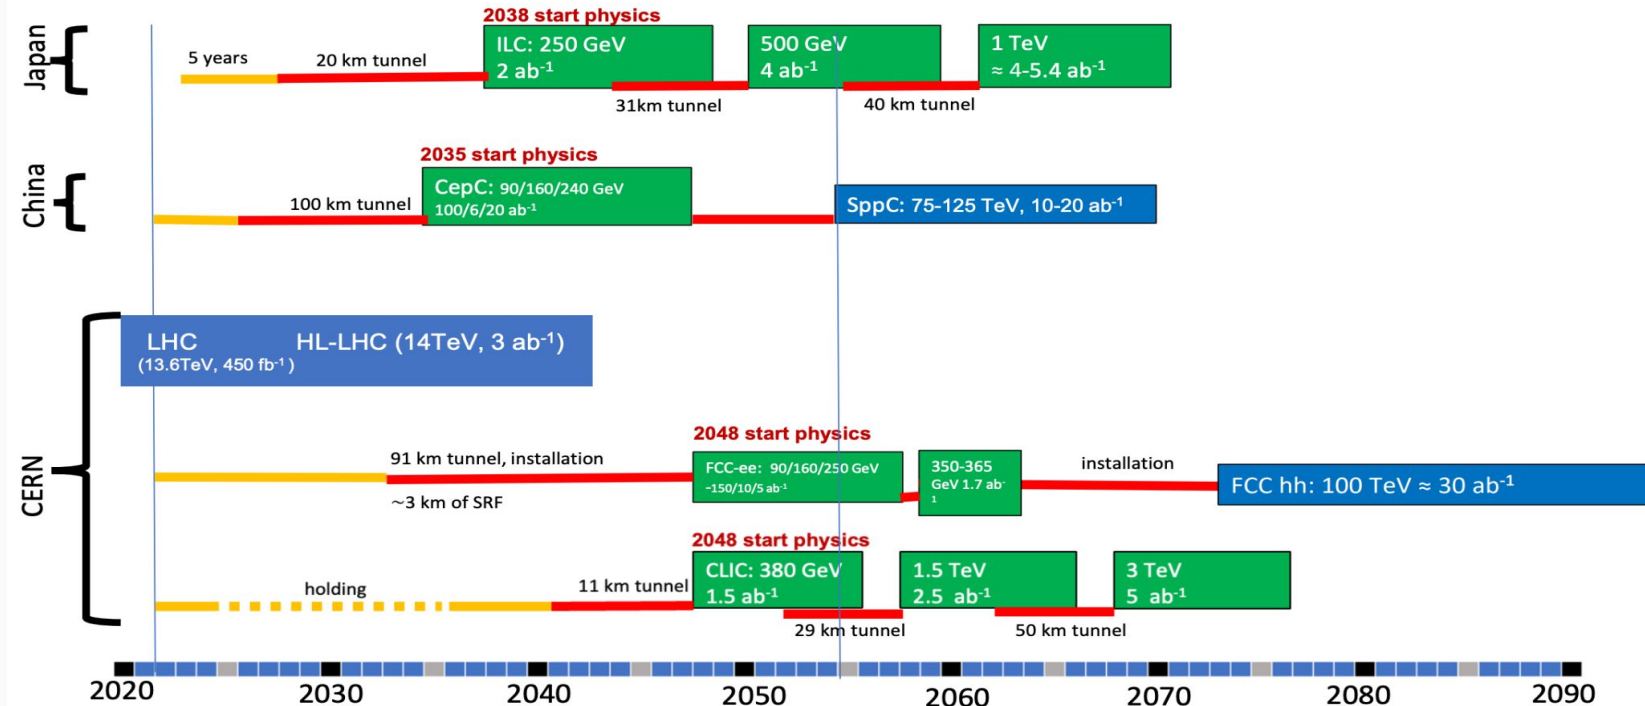 Japan
2038 start physics
5 years
20 km tunnel
ILC: 250 GeV
2 ab-1
31km tunnel
500 GeV
4 ab-1
40 km tunnel
1 TeV
≈ 4-5.4 ab-1
China
2035 start physics
100 km tunnel
CepC: 90/160/240 GeV
100/6/20 ab-1
SppC: 75-125 TeV, 10-20 ab-1
CERN
LHC HL-LHC (14TeV, 3 ab-1)
(13.6TeV, 450 fb-1 )
2048 start physics
91 km tunnel, installation
~3 km of SRF
FCC-ee: 90/160/250 GeV
~150/10/5 ab-1
350-365
GeV 1.7 ab-
1
installation
FCC hh: 100 TeV ≈ 30 ab-1
2048 start physics
holding
11 km tunnel
CLIC: 380 GeV
1.5 ab-1
29 km tunnel
1.5 TeV
2.5 ab-1
50 km tunnel
3 TeV
5 ab-1
2020 2030 2040 2050 2060 2070 2080 2090